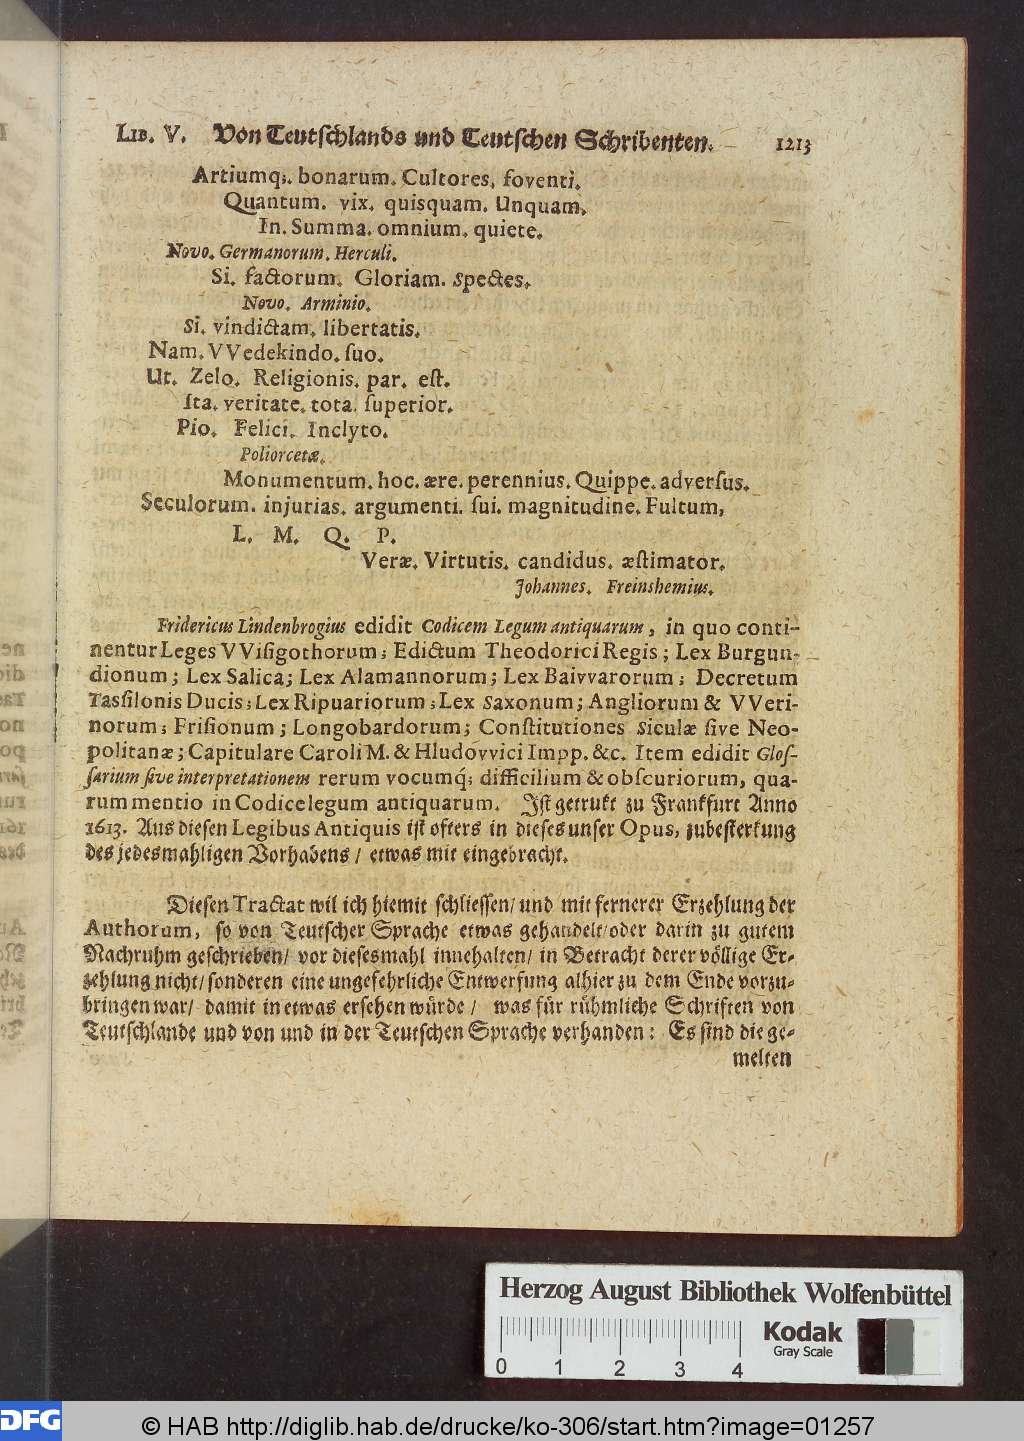 LIB. V. Von Teutschlands und Teutschen Schribenten. 1213
Artiumq;. bonarum. Cultores, foventi.
Quantum. vix. quisquam. Unquam.
In. Summa. omnium. quiete.
Novo. Germanorum. Herculi.
Si. factorum. Gloriam. Spectes.
Novo. Arminio.
Si. vindictam. libertatis.
Nam. VVedekindo. suo.
Ut. Zelo. Religionis. par. est.
Ita. veritate. tota. superior.
Pio. Felici. Inclyto.
Poliorcetæ.
Monumentum. hoc. ære. perennius. Quippe. adversus.
Seculorum. injurias. argumenti. sui. magnitudine. Fultum,
L. M. Q. P.
Veræ. Virtutis. candidus. æstimator.
Johannes. Freinshemius.
Fridericus Lindenbrogius edidit Codicem Legum antiquarum, in quo conti-
nentur Leges VVisigothorum; Edictum Theodorici Regis; Lex Burgun-
dionum; Lex Salica; Lex Alamannorum; Lex Baivvarorum; Decretum
Tassilonis Ducis; Lex Ripuariorum; Lex Saxonum; Angliorum & VVeri-
norum; Frisionum; Longobardorum; Constitutiones Siculæ sive Neo-
politanæ; Capitulare Caroli M. & Hludovvici Impp. &c. Item edidit Glos-
sarium sive interpretationem rerum vocumq́; difficilium & obscuriorum, qua-
rum mentio in Codice legum antiquarum. Ist getrukt zu Frankfurt Anno
1613. Aus diesen Legibus Antiquis ist ofters in dieses unser Opus, zubesterkung
des jedesmahligen Vorhabens / etwas mit eingebracht.
Diesen Tractat wil ich hiemit schliessen / und mit fernerer Erzehlung der
Authorum, so von Teutscher Sprache etwas gehandelt / oder darin zu gutem
Nachruhm geschrieben / vor diesesmahl innehalten / in Betracht derer völlige Er-
zehlung nicht / sonderen eine ungefehrliche Entwerfung alhier zu dem Ende vorzu-
bringen war / damit in etwas ersehen würde / was für rühmliche Schriften von
Teutschlande und von und in der Teutschen Sprache verhanden: Es sind die ge-
melten
Herzog August Bibliothek Wolfenbüttel
Kodak
Gray Scale
0 1 2 3 4
DFG
© HAB http://diglib.hab.de/drucke/ko-306/start.htm?image=01257